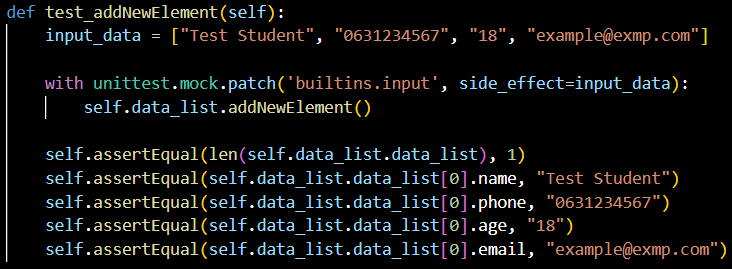 def test_addNewElement(self):
    input_data = ["Test Student", "0631234567", "18", "example@exmp.com"]
    with unittest.mock.patch('builtins.input', side_effect=input_data):
        self.data_list.addNewElement()
    self.assertEqual(len(self.data_list.data_list), 1)
    self.assertEqual(self.data_list.data_list[0].name, "Test Student")
    self.assertEqual(self.data_list.data_list[0].phone, "0631234567")
    self.assertEqual(self.data_list.data_list[0].age, "18")
    self.assertEqual(self.data_list.data_list[0].email, "example@exmp.com")